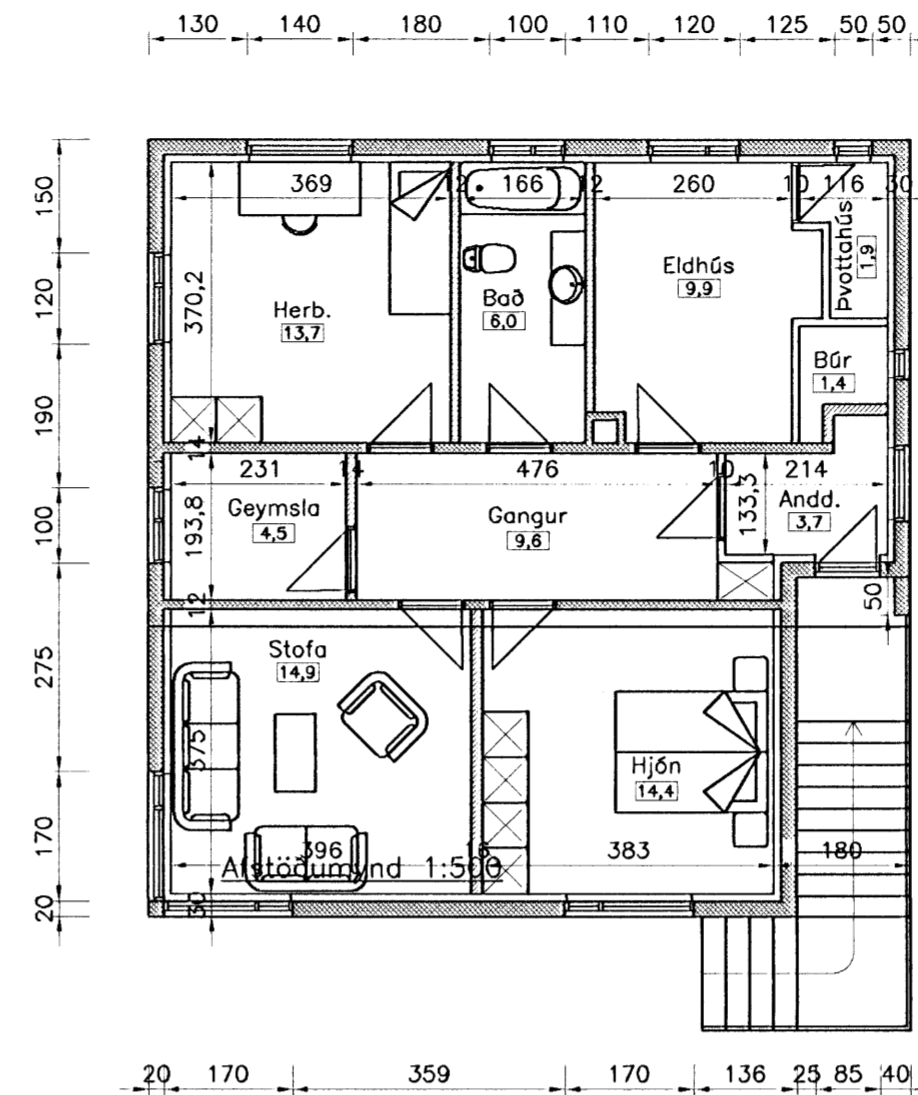 130 140 180 100 110 120 125 50 50
150
120
190
100
275
170
20
369 12 166 12 260 10 116 30
370,2
Herb.
13,7
Bað
6,0
Eldhús
9,9
Þvottahús
1,9
Búr
1,4
14
231 14 476 10 214
193,8
Geymsla
4,5
Gangur
9,6
133,3
Andd.
3,7
12
50
Stofa
14,9
375
Hjón
14,4
396 16 383 180
Afstöðumynd 1:500
30
20 170 359 170 136 25 85 40